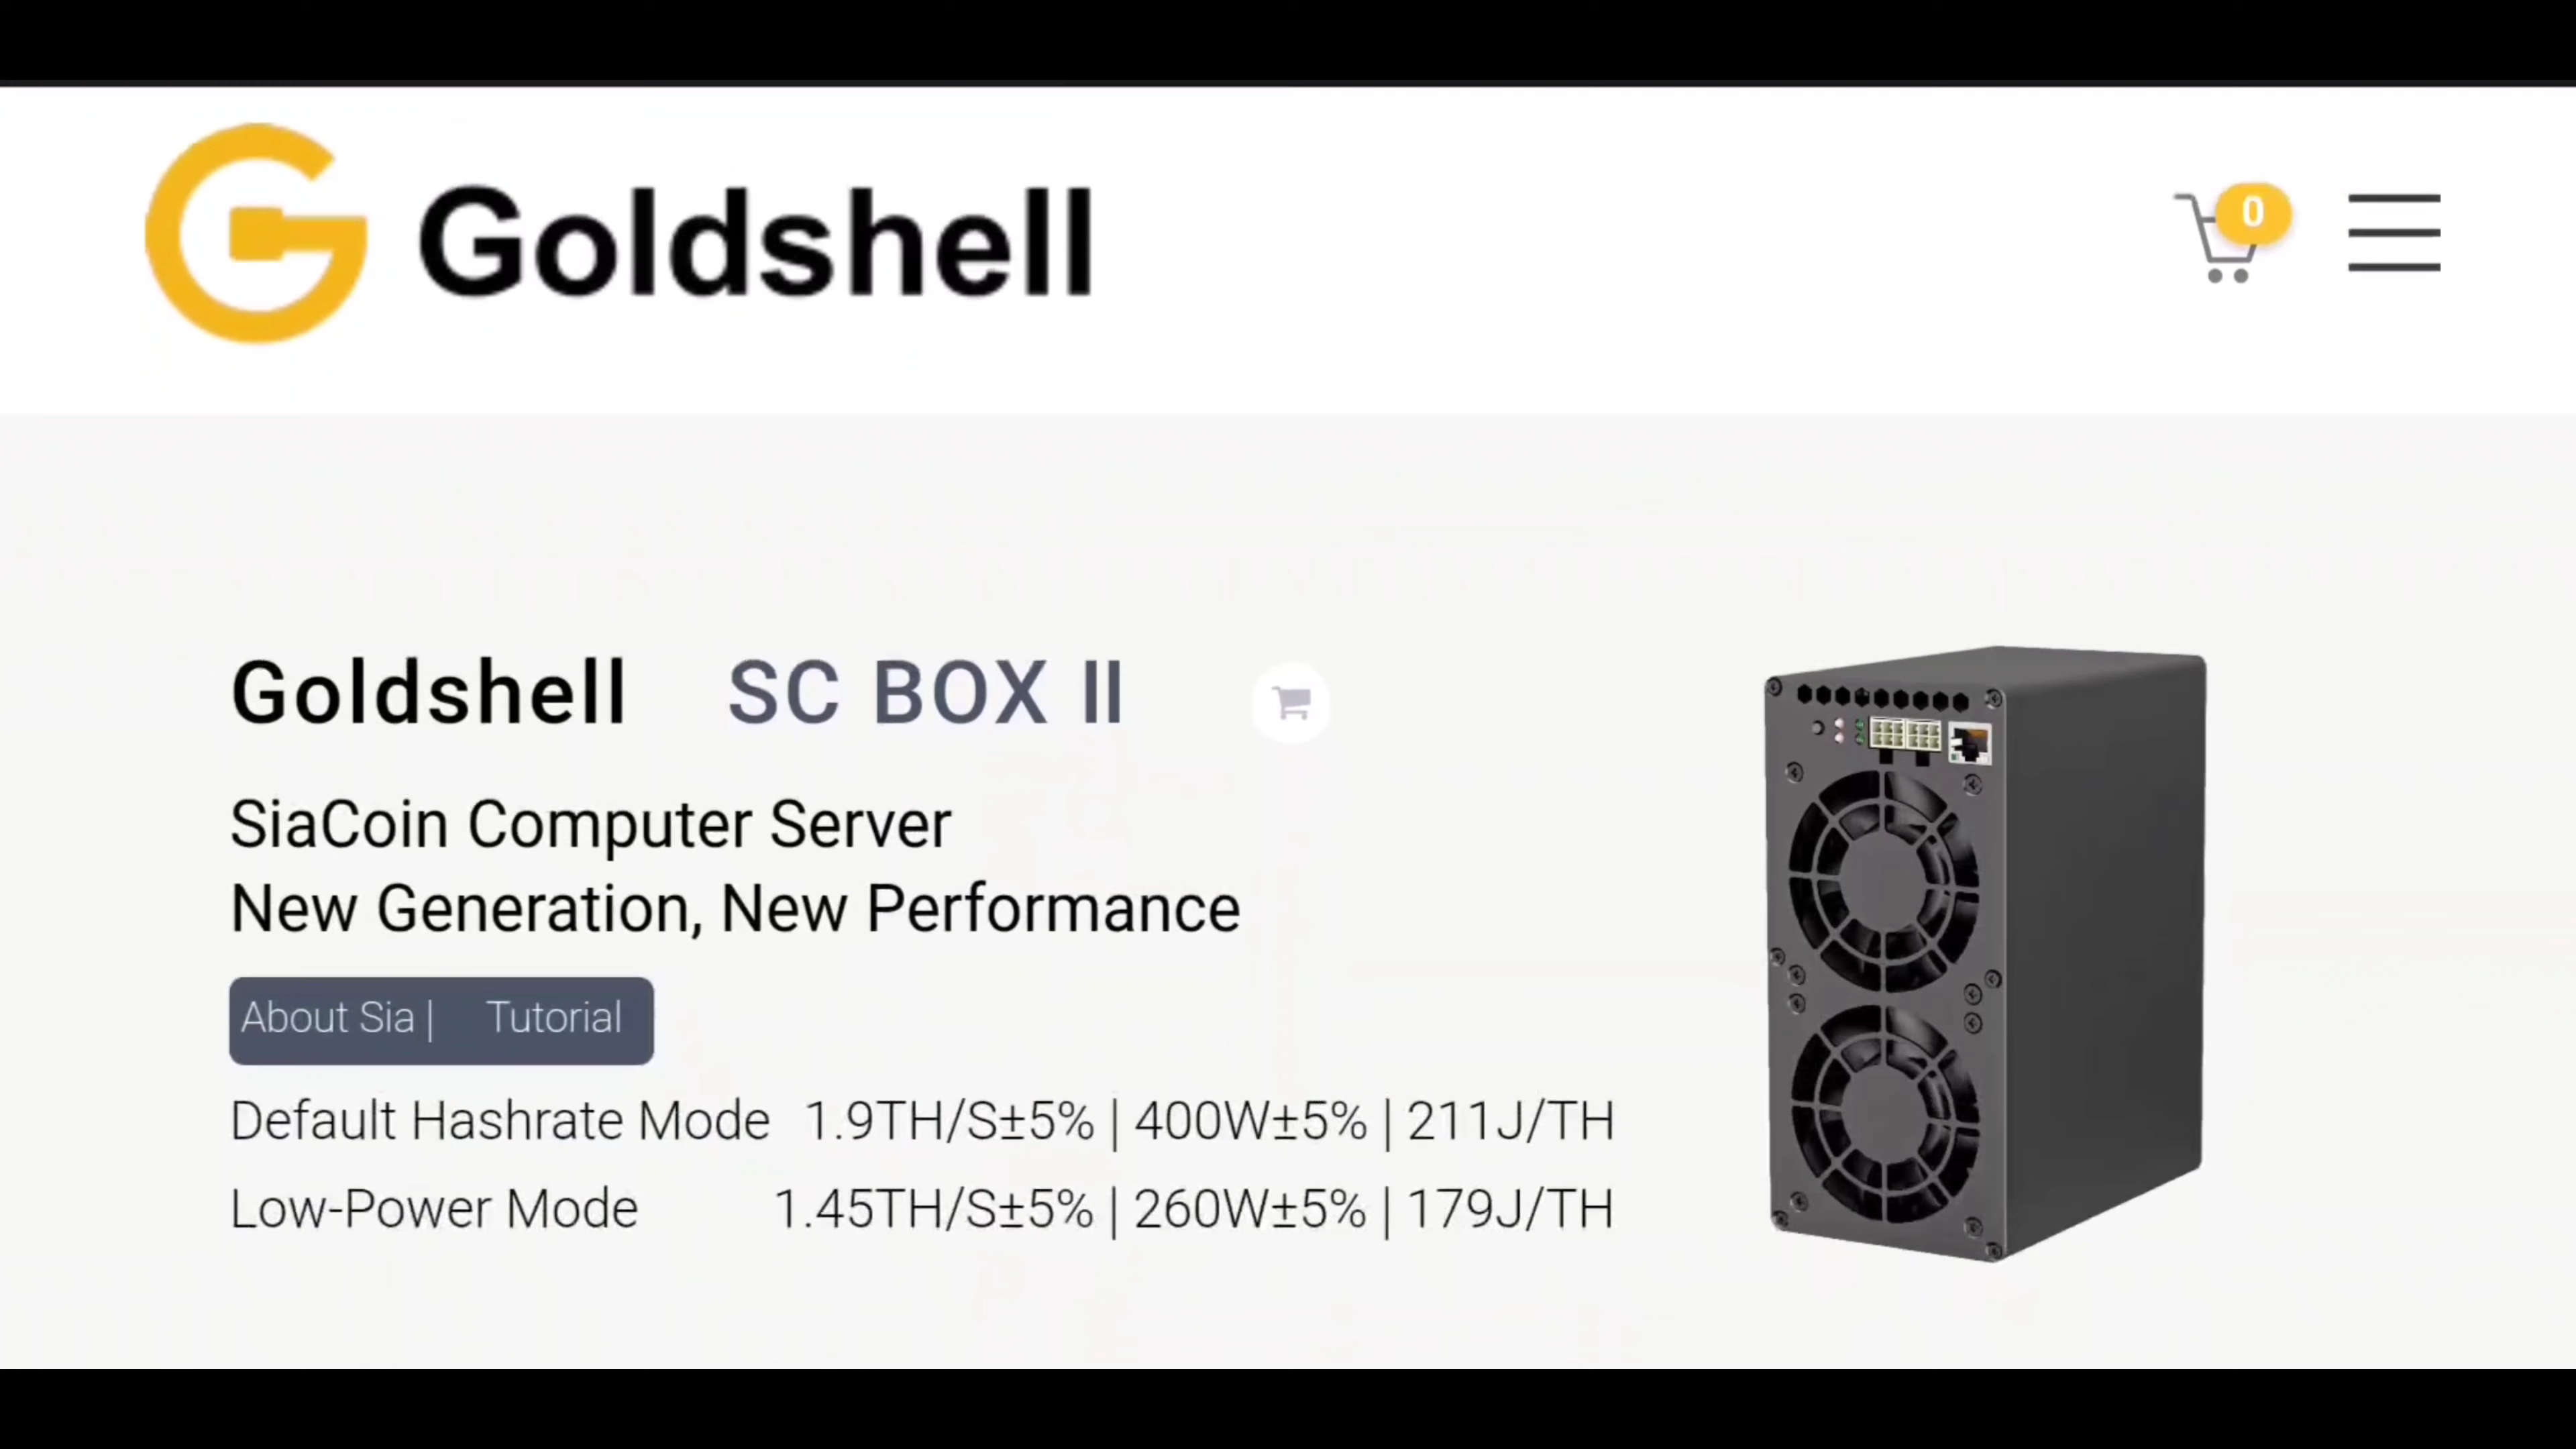 Goldshell
0
Goldshell SC BOX II
SiaCoin Computer Server
New Generation, New Performance
About Sia | Tutorial
Default Hashrate Mode 1.9TH/S±5% | 400W±5% | 211J/TH
Low-Power Mode 1.45TH/S±5% | 260W±5% | 179J/TH